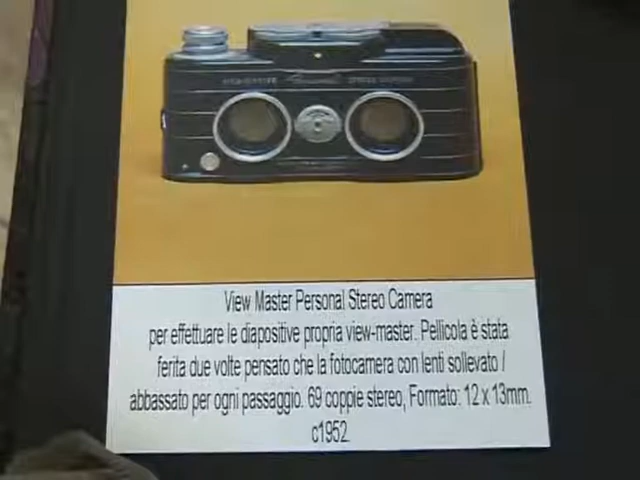 View Master Personal Stereo Camera
per effettuare le diapositive propria view-master. Pellicola è stata
ferita due volte pensato che la fotocamera con lenti sollevato /
abbassato per ogni passaggio. 69 coppie stereo, Formato: 12 x 13mm.
c1952